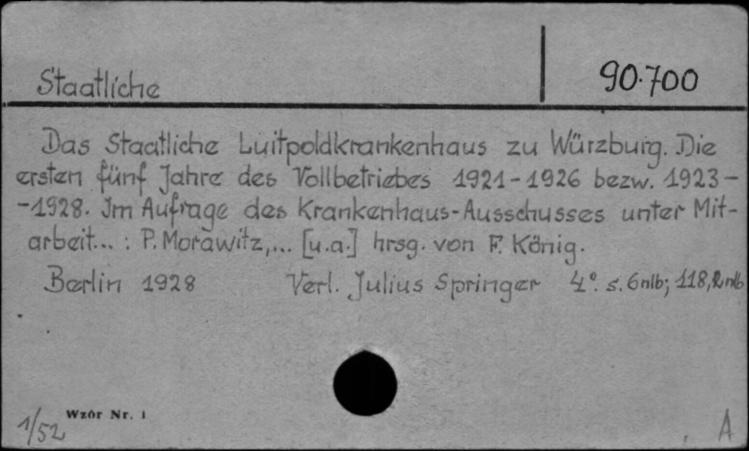 Staatliche
90.700
Das Staatliche Luitpoldkrankenhaus zu Würzburg. Die
ersten fünf Jahre des Vollbetriebes 1921-1926 bezw. 1923-
-1928. Im Aufrage des Krankenhaus-Ausschusses unter Mit-
arbeit... : P. Morawitz,... [u.a.] hrsg. von F. König.
Berlin 1928 Verl. Julius Springer 4°. s. 6nlb; 118,2nlb
Wzór Nr. 1
1/52
A